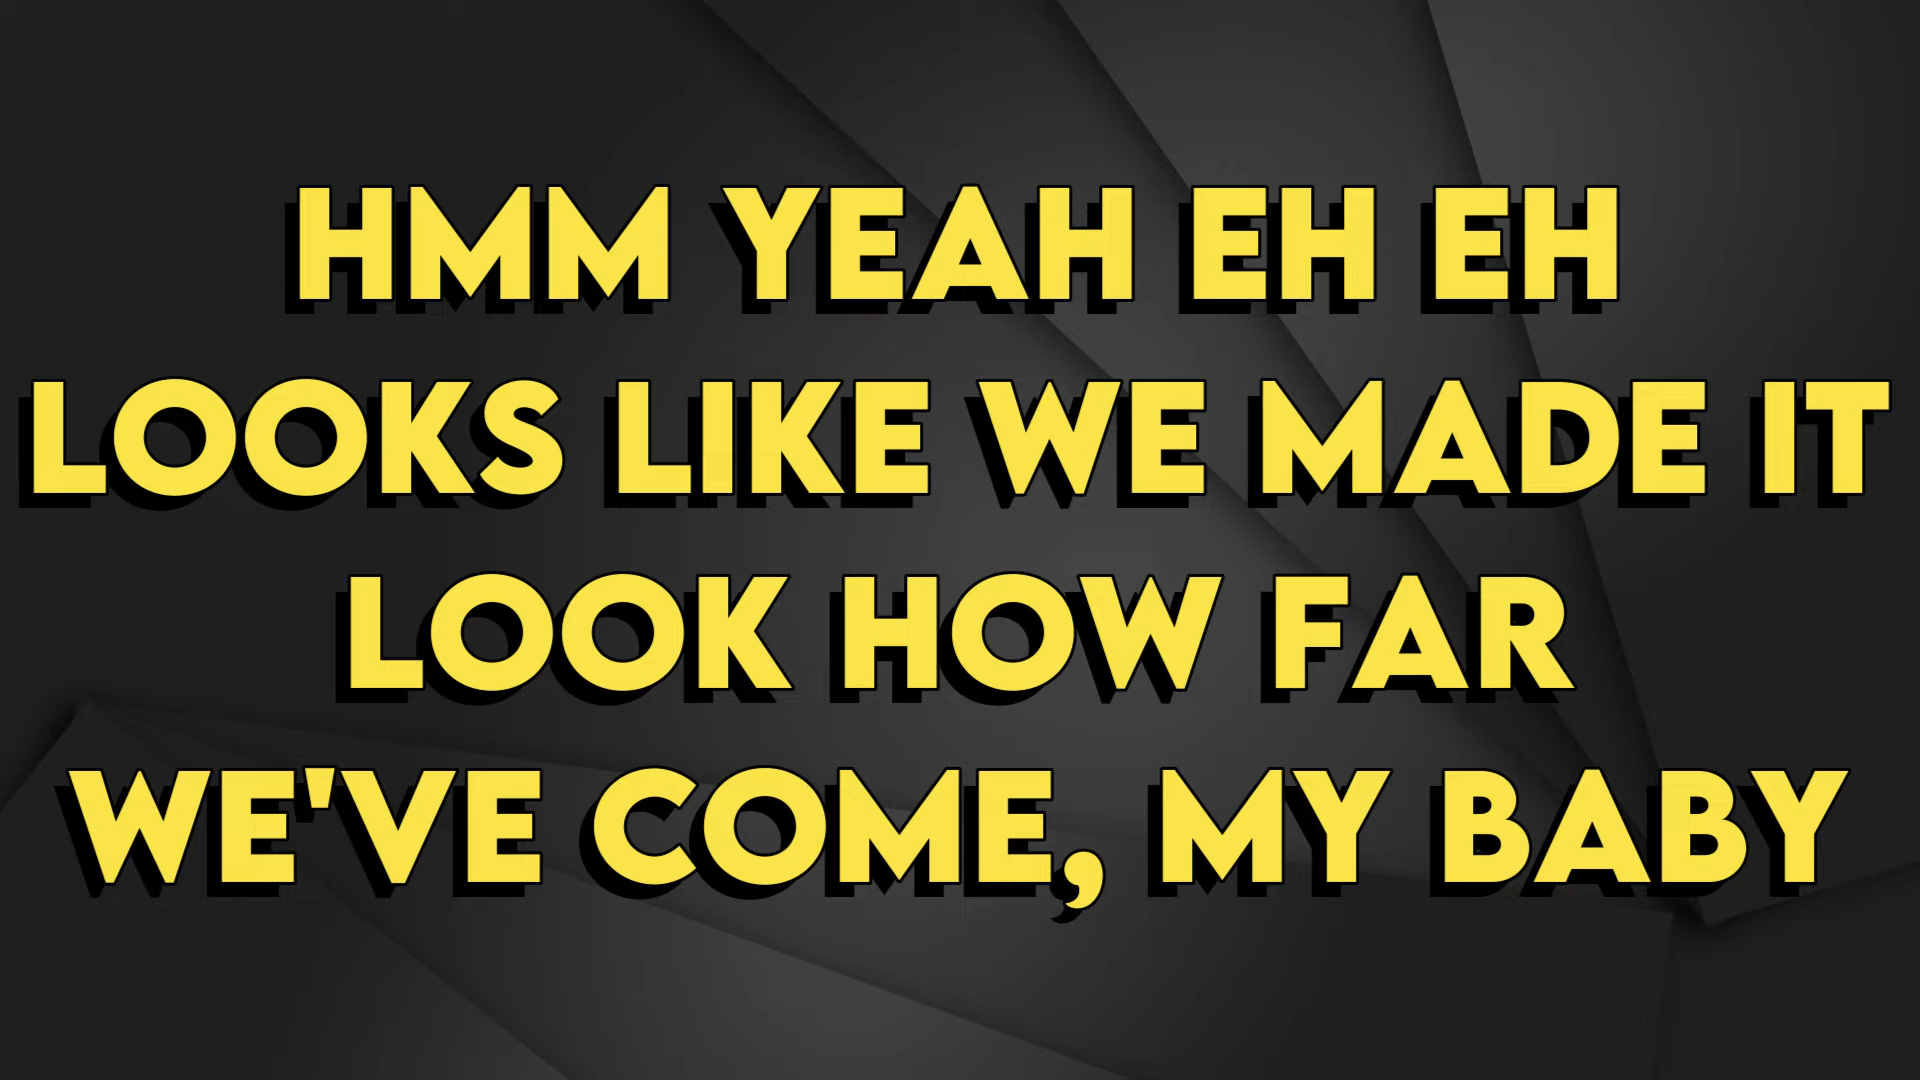 HMM YEAH EH EH
LOOKS LIKE WE MADE IT
LOOK HOW FAR
WE'VE COME, MY BABY